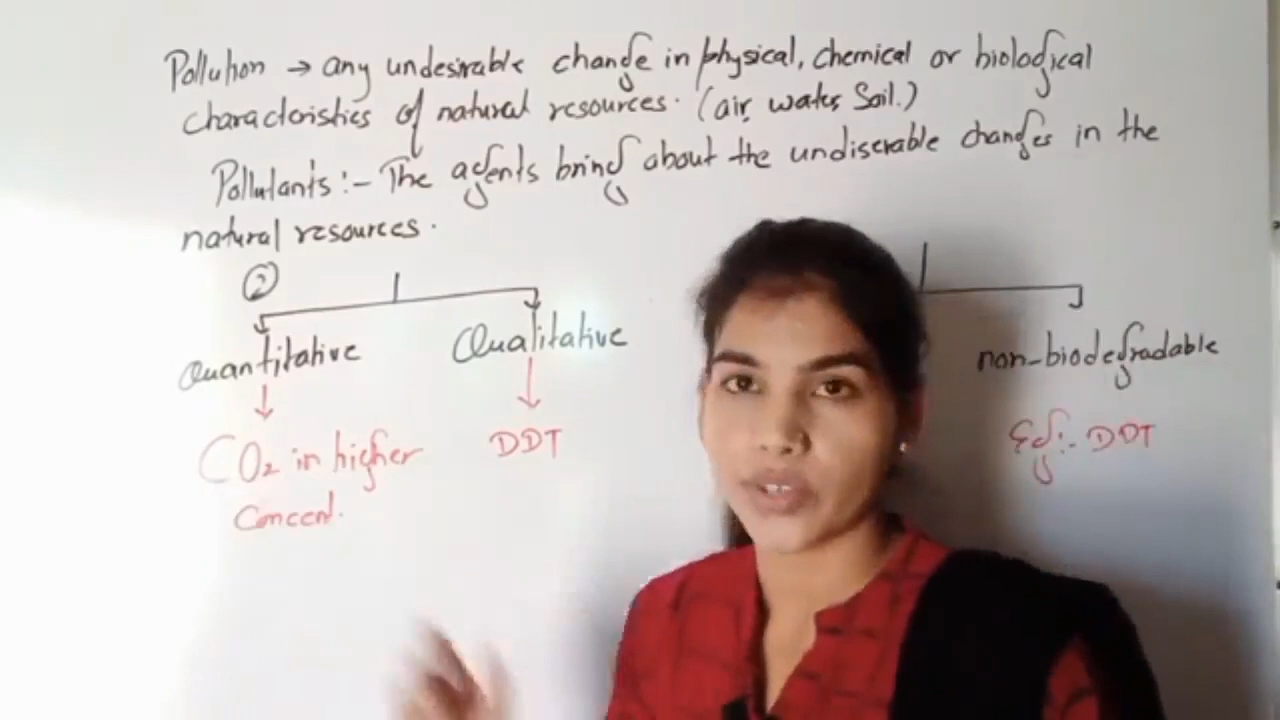 Pollution → any undesirable change in physical, chemical or biological
characteristics of natural resources. (air, water, Soil.)
Pollutants :- The agents bring about the undiserable changes in the
natural resources.
②
Quantitative
Qualitative
non-biodegradable
CO₂ in higher
Concent.
DDT
Eg:- DDT